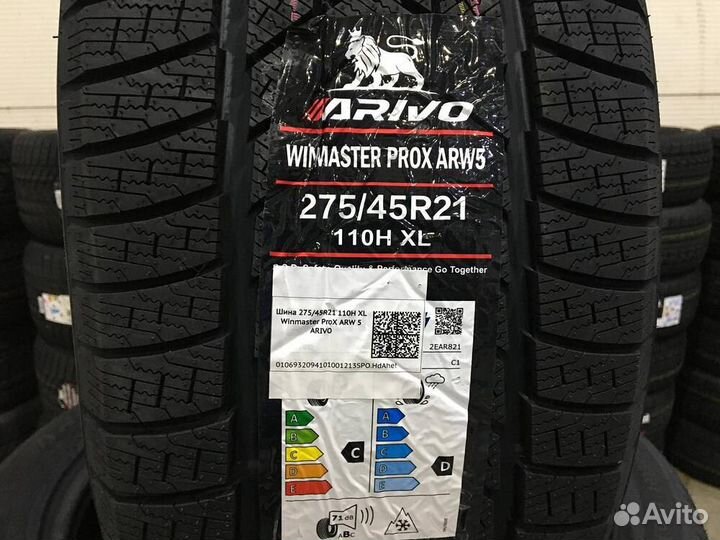 ARIVO
WINMASTER PROX ARW5
275/45R21
110H XL
Quality & Performance Go Together
Шина 275/45R21 110H XL
Winmaster ProX ARW 5
ARIVO
2EAR821
C1
A
B
C
D
E
C
A
B
C
D
E
D
71 dB
ABC
Avito